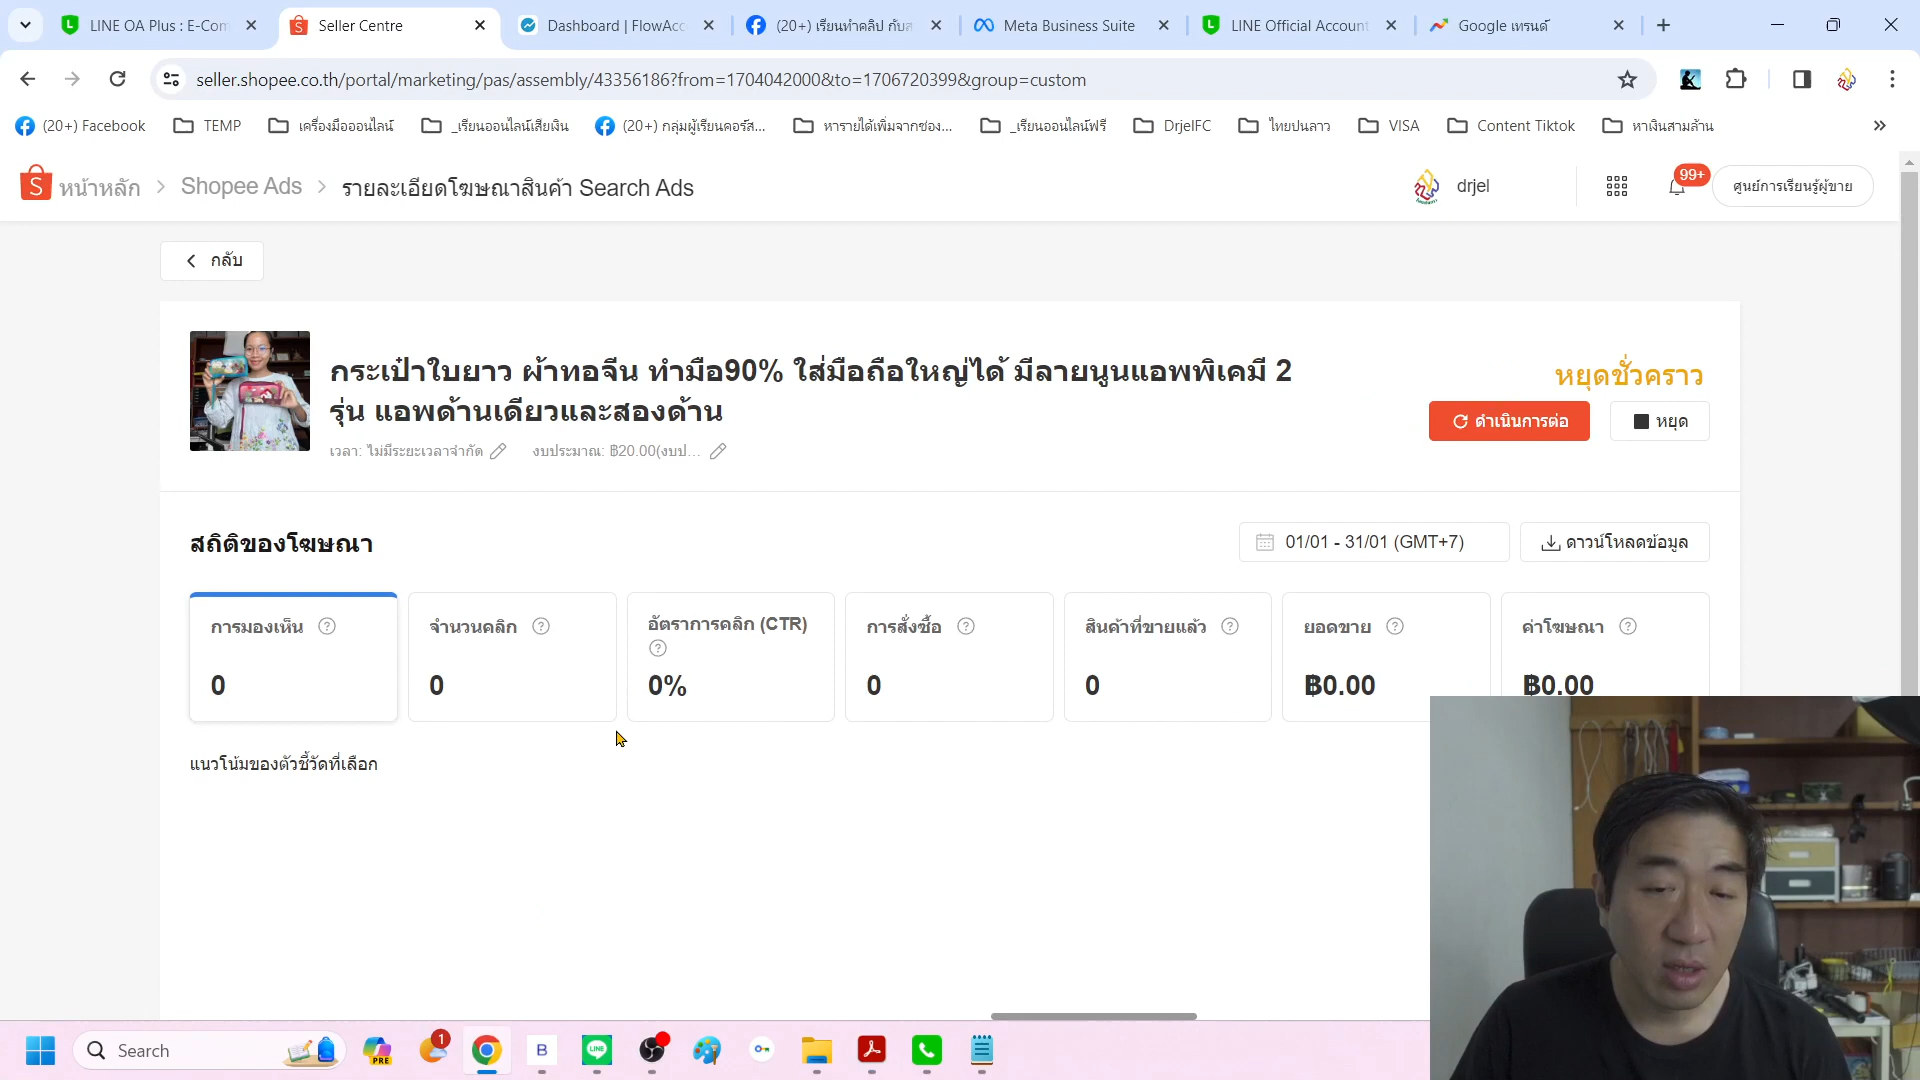 LINE OA Plus : E-Com
Seller Centre
Dashboard | FlowAcc
(20+) เรียนทำคลิป กับส
Meta Business Suite
LINE Official Account
Google เทรนด์
seller.shopee.co.th/portal/marketing/pas/assembly/43356186?from=1704042000&to=1706720399&group=custom
(20+) Facebook
TEMP
เครื่องมือออนไลน์
_เรียนออนไลน์เสียเงิน
(20+) กลุ่มผู้เรียนคอร์ส...
หารายได้เพิ่มจากช่อง...
_เรียนออนไลน์ฟรี
DrjelFC
ไทยปนลาว
VISA
Content Tiktok
หาเงินสามล้าน
หน้าหลัก > Shopee Ads > รายละเอียดโฆษณาสินค้า Search Ads
drjel
99+
ศูนย์การเรียนรู้ผู้ขาย
กลับ
กระเป๋าใบยาว ผ้าทอจีน ทำมือ90% ใส่มือถือใหญ่ได้ มีลายนูนแอพพิเคมี 2
รุ่น แอพด้านเดียวและสองด้าน
หยุดชั่วคราว
ดำเนินการต่อ
หยุด
เวลา: ไม่มีระยะเวลาจำกัด
งบประมาณ: ฿20.00(งบป...
สถิติของโฆษณา
01/01 - 31/01 (GMT+7)
ดาวน์โหลดข้อมูล
การมองเห็น
0
จำนวนคลิก
0
อัตราการคลิก (CTR)
0%
การสั่งซื้อ
0
สินค้าที่ขายแล้ว
0
ยอดขาย
฿0.00
ค่าโฆษณา
฿0.00
แนวโน้มของตัวชี้วัดที่เลือก
Search
PRE
1
B
LINE